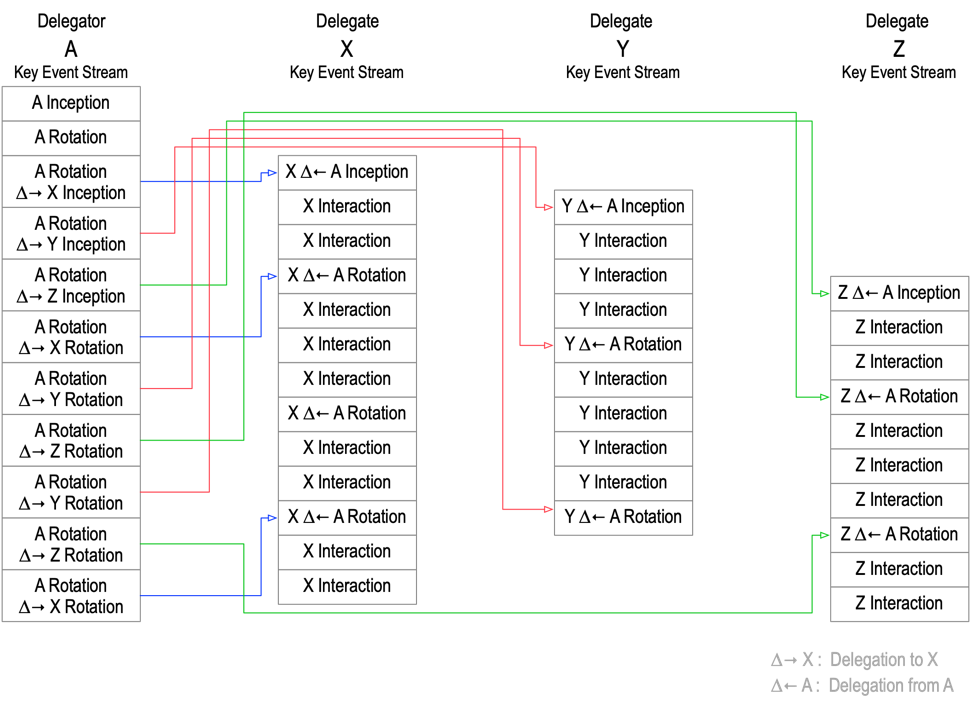 Delegator
A
Key Event Stream
A Inception
A Rotation
A Rotation
Δ→ X Inception
A Rotation
Δ→ Y Inception
A Rotation
Δ→ Z Inception
A Rotation
Δ→ X Rotation
A Rotation
Δ→ Y Rotation
A Rotation
Δ→ Z Rotation
A Rotation
Δ→ Y Rotation
A Rotation
Δ→ Z Rotation
A Rotation
Δ→ X Rotation
Delegate
X
Key Event Stream
X Δ← A Inception
X Interaction
X Interaction
X Δ← A Rotation
X Interaction
X Interaction
X Interaction
X Δ← A Rotation
X Interaction
X Interaction
X Δ← A Rotation
X Interaction
X Interaction
Delegate
Y
Key Event Stream
Y Δ← A Inception
Y Interaction
Y Interaction
Y Interaction
Y Δ← A Rotation
Y Interaction
Y Interaction
Y Interaction
Y Interaction
Y Δ← A Rotation
Delegate
Z
Key Event Stream
Z Δ← A Inception
Z Interaction
Z Interaction
Z Δ← A Rotation
Z Interaction
Z Interaction
Z Interaction
Z Δ← A Rotation
Z Interaction
Z Interaction
Δ→ X : Delegation to X
Δ← A : Delegation from A